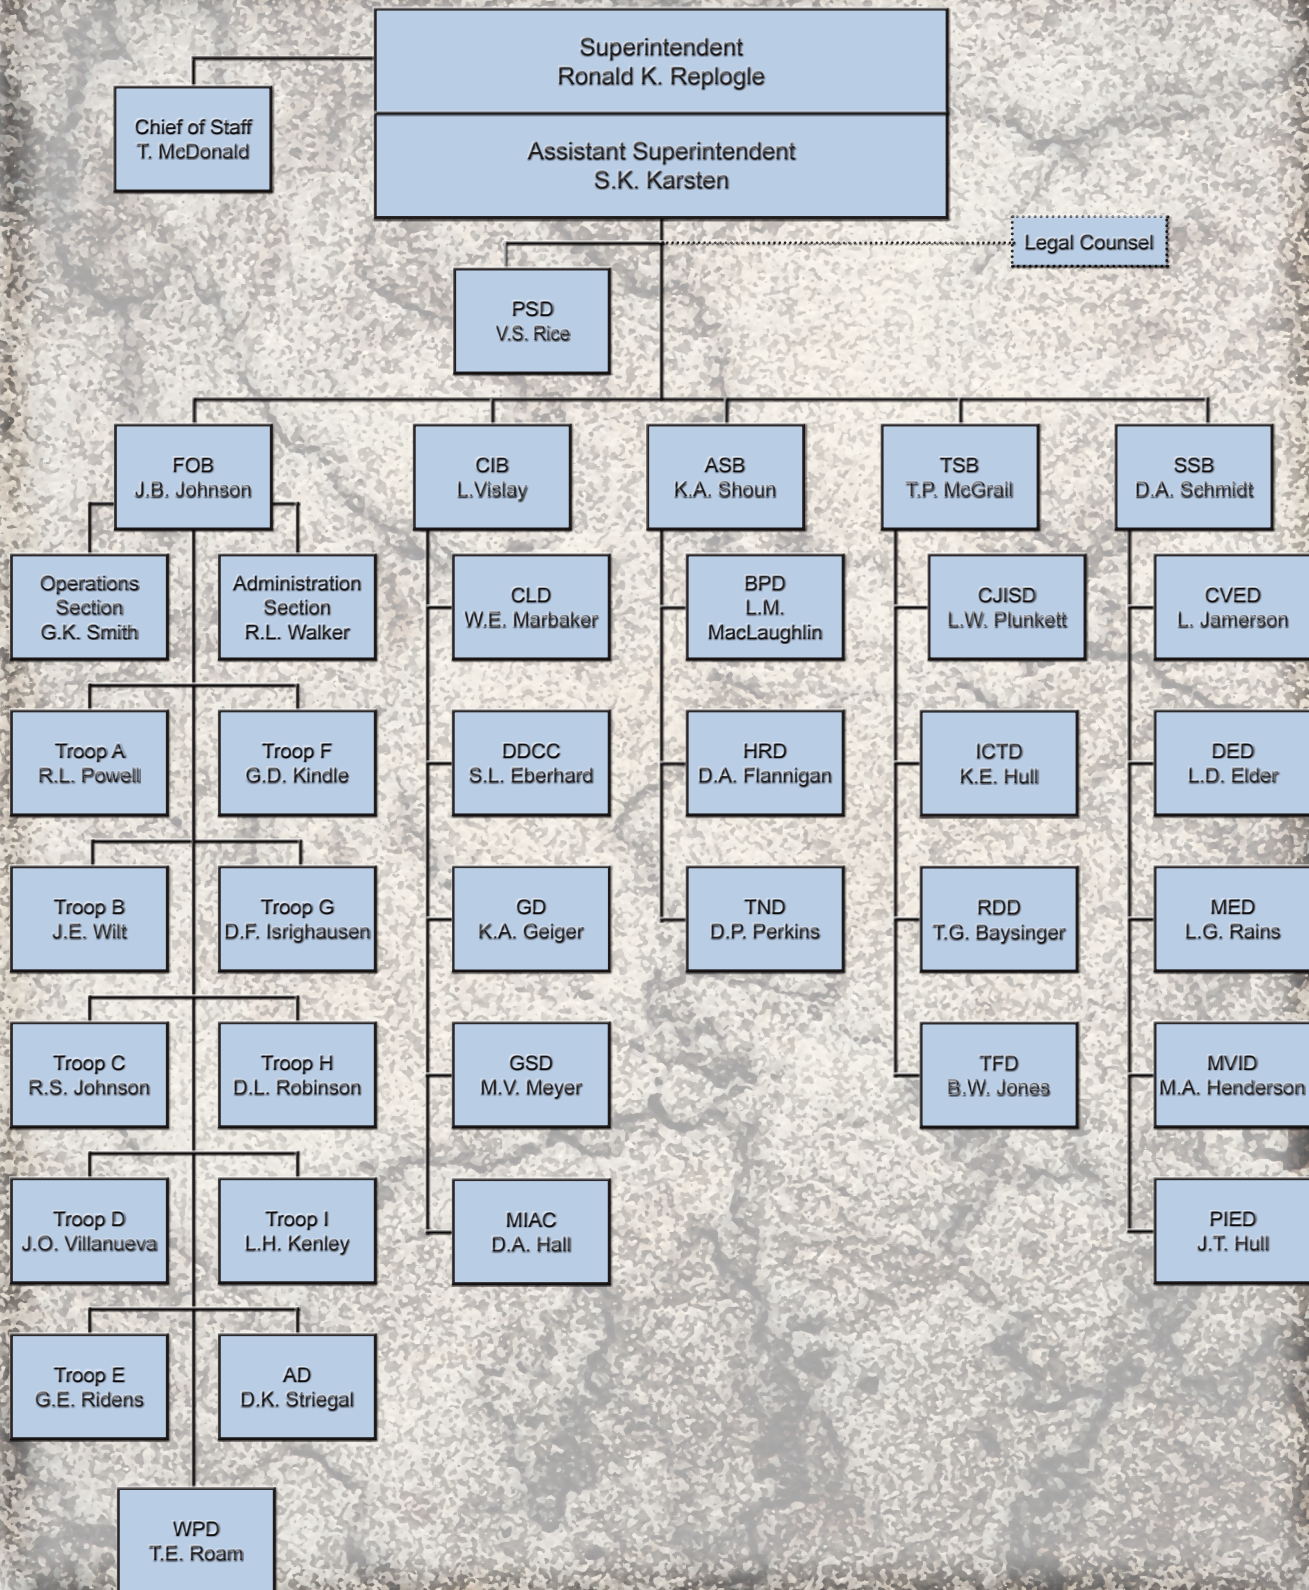 Superintendent
Ronald K. Replogle
Chief of Staff
T. McDonald
Assistant Superintendent
S.K. Karsten
Legal Counsel
PSD
V.S. Rice
FOB
J.B. Johnson
CIB
L.Vislay
ASB
K.A. Shoun
TSB
T.P. McGrail
SSB
D.A. Schmidt
Operations
Section
G.K. Smith
Administration
Section
R.L. Walker
CLD
W.E. Marbaker
BPD
L.M.
MacLaughlin
CJISD
L.W. Plunkett
CVED
L. Jamerson
Troop A
R.L. Powell
Troop F
G.D. Kindle
DDCC
S.L. Eberhard
HRD
D.A. Flannigan
ICTD
K.E. Hull
DED
L.D. Elder
Troop B
J.E. Wilt
Troop G
D.F. Isrighausen
GD
K.A. Geiger
TND
D.P. Perkins
RDD
T.G. Baysinger
MED
L.G. Rains
Troop C
R.S. Johnson
Troop H
D.L. Robinson
GSD
M.V. Meyer
TFD
B.W. Jones
MVID
M.A. Henderson
Troop D
J.O. Villanueva
Troop I
L.H. Kenley
MIAC
D.A. Hall
PIED
J.T. Hull
Troop E
G.E. Ridens
AD
D.K. Striegal
WPD
T.E. Roam